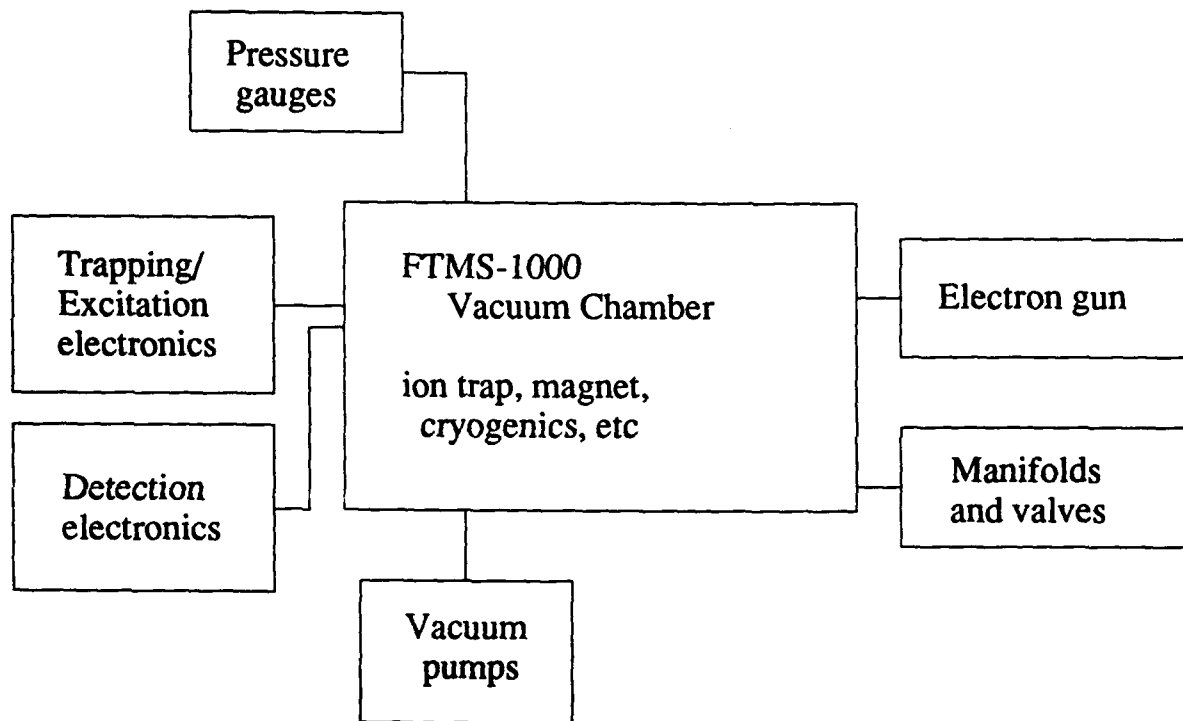 Pressure
gauges
Trapping/
Excitation
electronics
FTMS-1000
Vacuum Chamber
ion trap, magnet,
cryogenics, etc
Electron gun
Detection
electronics
Manifolds
and valves
Vacuum
pumps